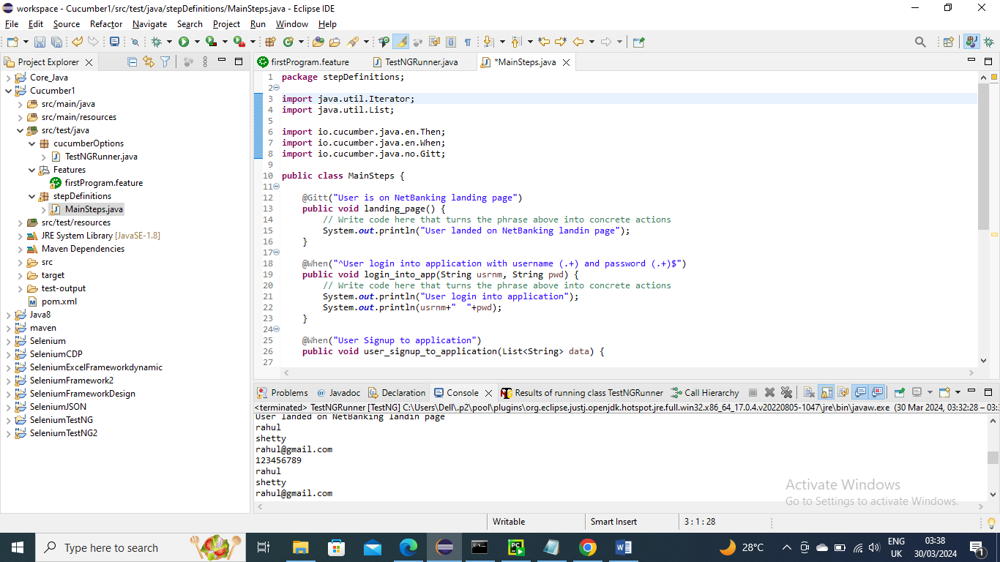 workspace - Cucumber1/src/test/java/stepDefinitions/MainSteps.java - Eclipse IDE
File Edit Source Refactor Navigate Search Project Run Window Help
Project Explorer
Core_Java
Cucumber1
src/main/java
src/main/resources
src/test/java
cucumberOptions
TestNGRunner.java
Features
firstProgram.feature
stepDefinitions
MainSteps.java
src/test/resources
JRE System Library [JavaSE-1.8]
Maven Dependencies
src
target
test-output
pom.xml
Java8
maven
Selenium
SeleniumCDP
SeleniumExcelFrameworkdynamic
SeleniumFramework2
SeleniumFrameworkDesign
SeleniumJSON
SeleniumTestNG
SeleniumTestNG2
firstProgram.feature TestNGRunner.java *MainSteps.java
1 package stepDefinitions;
2
3 import java.util.Iterator;
4 import java.util.List;
5
6 import io.cucumber.java.en.Then;
7 import io.cucumber.java.en.When;
8 import io.cucumber.java.no.Gitt;
9
10 public class MainSteps {
11
12 @Gitt("User is on NetBanking landing page")
13 public void landing_page() {
14 // Write code here that turns the phrase above into concrete actions
15 System.out.println("User landed on NetBanking landin page");
16 }
17
18 @When("^User login into application with username (.+) and password (.+)$")
19 public void login_into_app(String usrnm, String pwd) {
20 // Write code here that turns the phrase above into concrete actions
21 System.out.println("User login into application");
22 System.out.println(usrnm+"  "+pwd);
23 }
24
25 @When("User Signup to application")
26 public void user_signup_to_application(List<String> data) {
27
Problems Javadoc Declaration Console Results of running class TestNGRunner Call Hierarchy
<terminated> TestNGRunner [TestNG] C:\Users\Dell\.p2\pool\plugins\org.eclipse.justj.openjdk.hotspot.jre.full.win32.x86_64_17.0.4.v20220805-1047\jre\bin\javaw.exe (30 Mar 2024, 03:32:28 – 03:
User landed on NetBanking landin page
rahul
shetty
rahul@gmail.com
123456789
rahul
shetty
rahul@gmail.com
Activate Windows
Go to Settings to activate Windows.
Writable Smart Insert 3 : 1 : 28
Type here to search
28°C
ENG
UK
03:38
30/03/2024
1